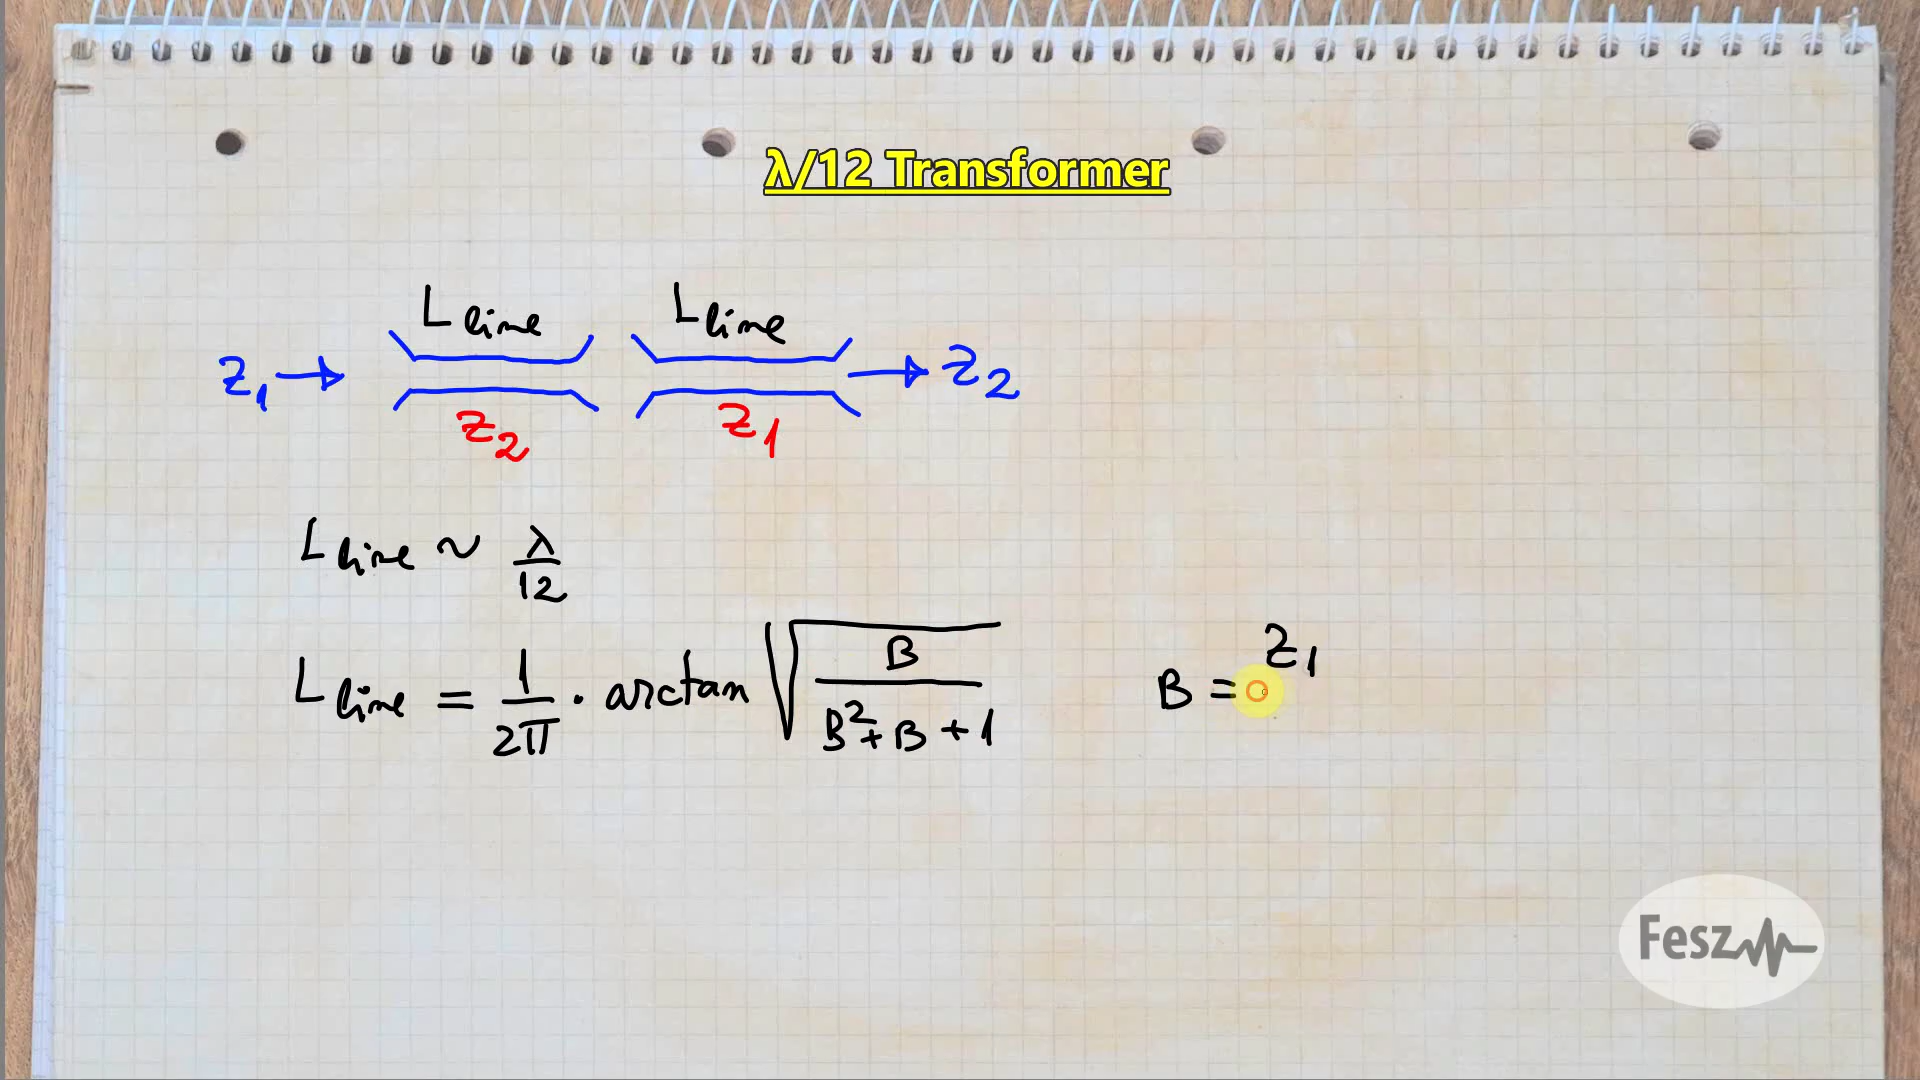 λ/12 Transformer
L line L line
Z1 → → Z2
Z2 Z1
L line ~ λ/12
L line = 1/2π · arctan √(B/(B²+B+1)) B = Z1
Fesz